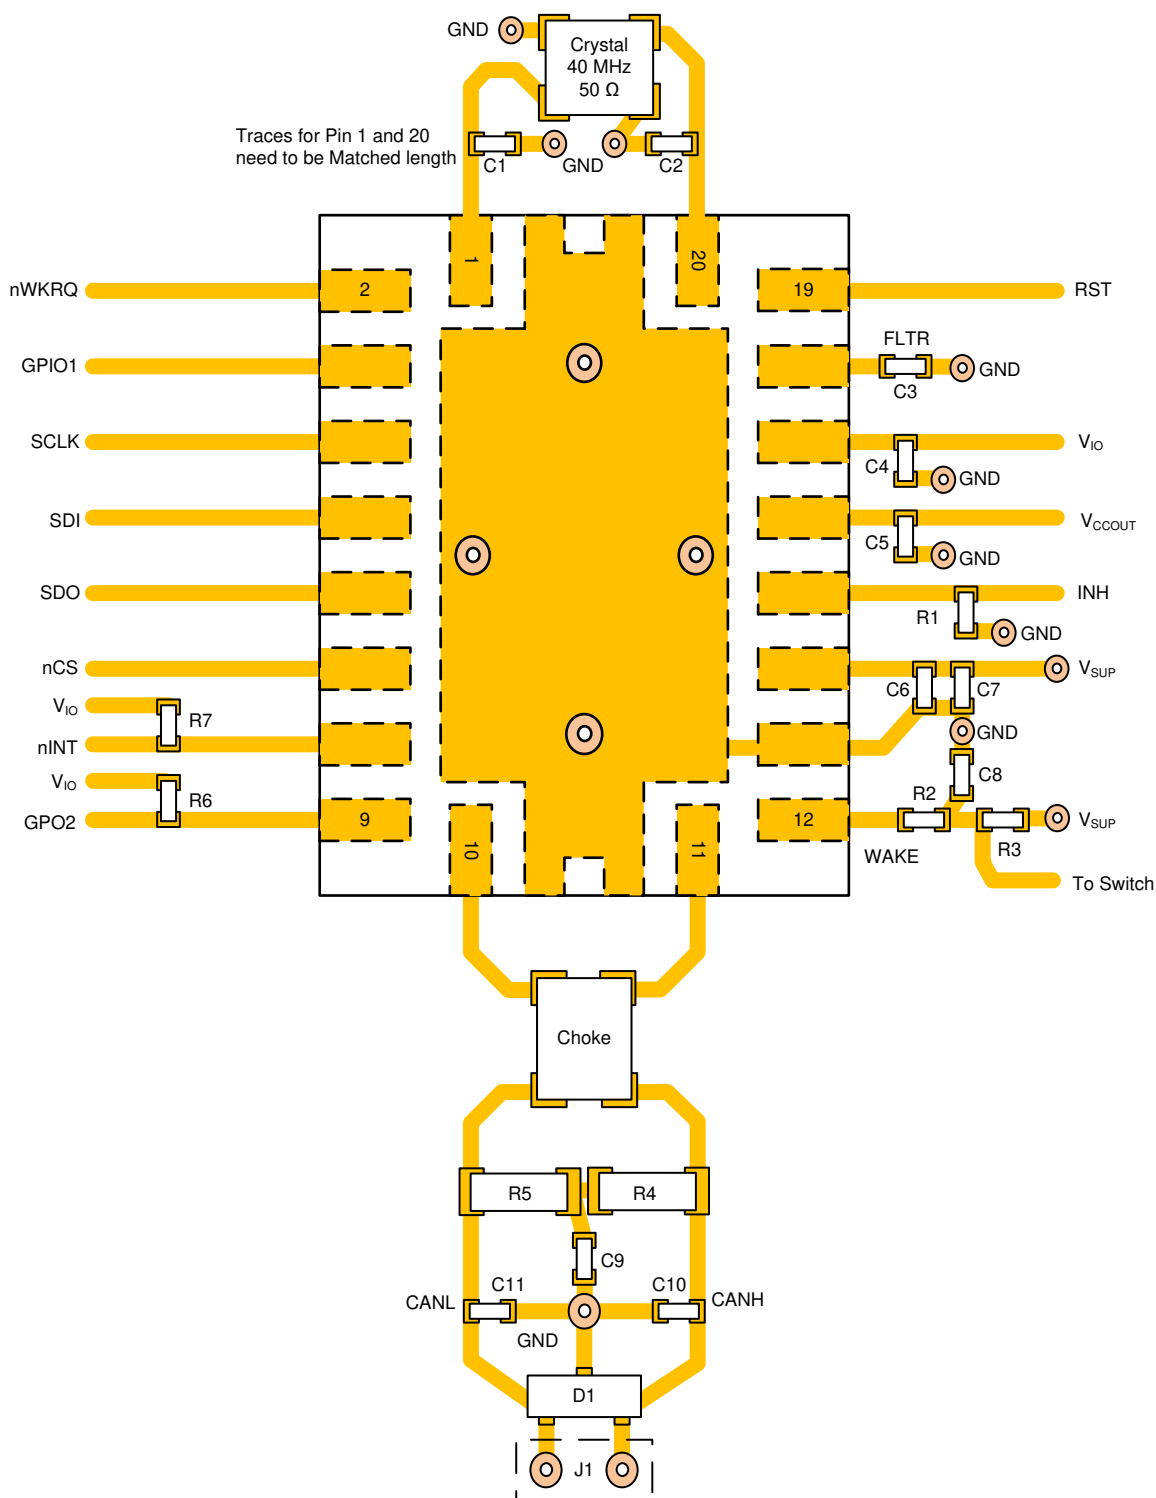 GND
Crystal
40 MHz
50 Ω
Traces for Pin 1 and 20
need to be Matched length
C1
GND
C2
1
20
nWKRQ
2
19
RST
FLTR
GPIO1
GND
C3
SCLK
VIO
C4
GND
SDI
VCCOUT
C5
GND
SDO
INH
R1
GND
nCS
VSUP
C6
C7
VIO
R7
GND
nINT
C8
VIO
R6
R2
GPO2
9
12
VSUP
10
11
WAKE
R3
To Switch
Choke
R5
R4
C9
C11
C10
CANL
CANH
GND
D1
J1